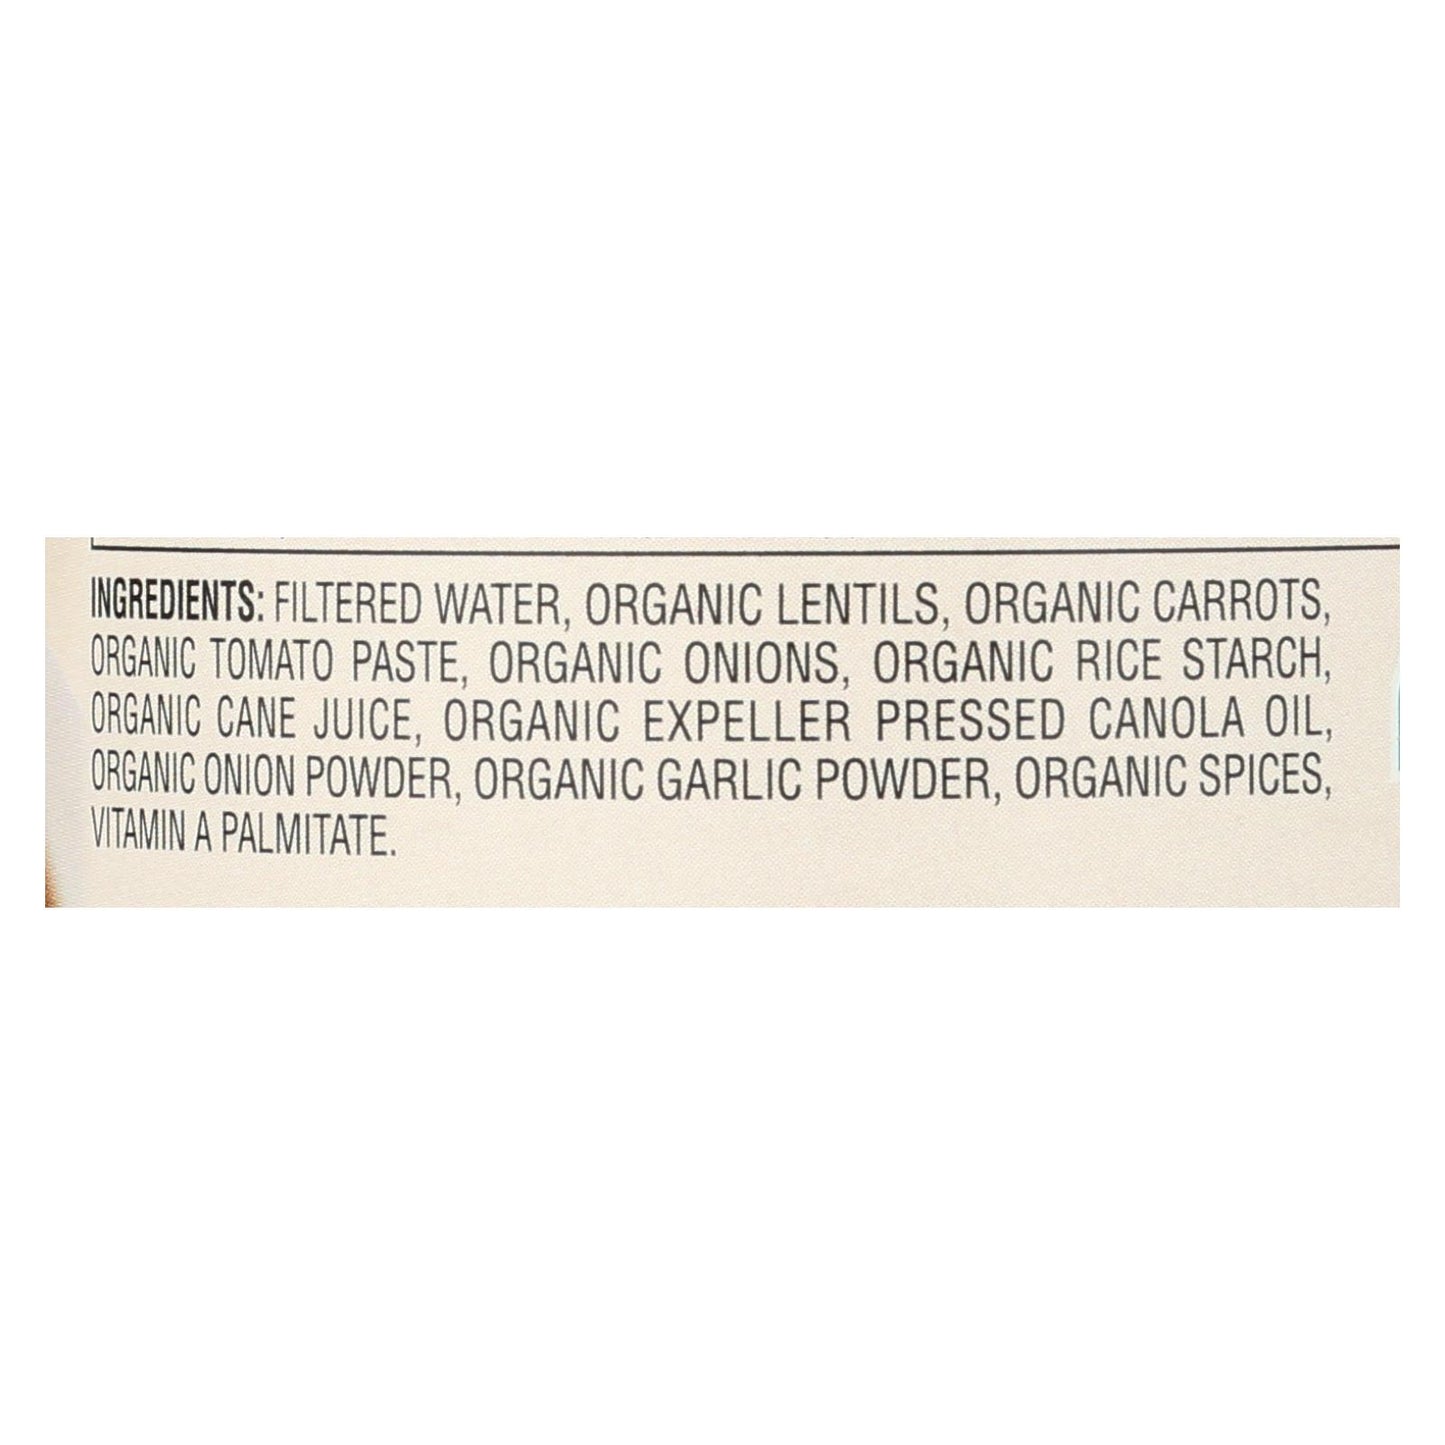 INGREDIENTS: FILTERED WATER, ORGANIC LENTILS, ORGANIC CARROTS,
ORGANIC TOMATO PASTE, ORGANIC ONIONS, ORGANIC RICE STARCH,
ORGANIC CANE JUICE, ORGANIC EXPELLER PRESSED CANOLA OIL,
ORGANIC ONION POWDER, ORGANIC GARLIC POWDER, ORGANIC SPICES,
VITAMIN A PALMITATE.